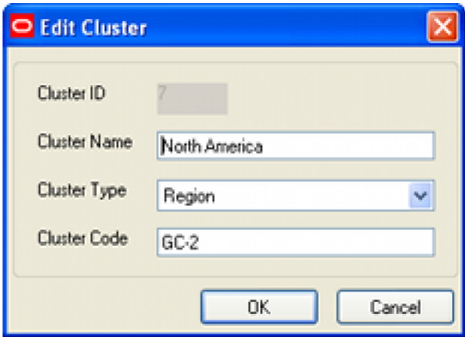 Edit Cluster
Cluster ID 7
Cluster Name North America
Cluster Type Region
Cluster Code GC-2
OK Cancel